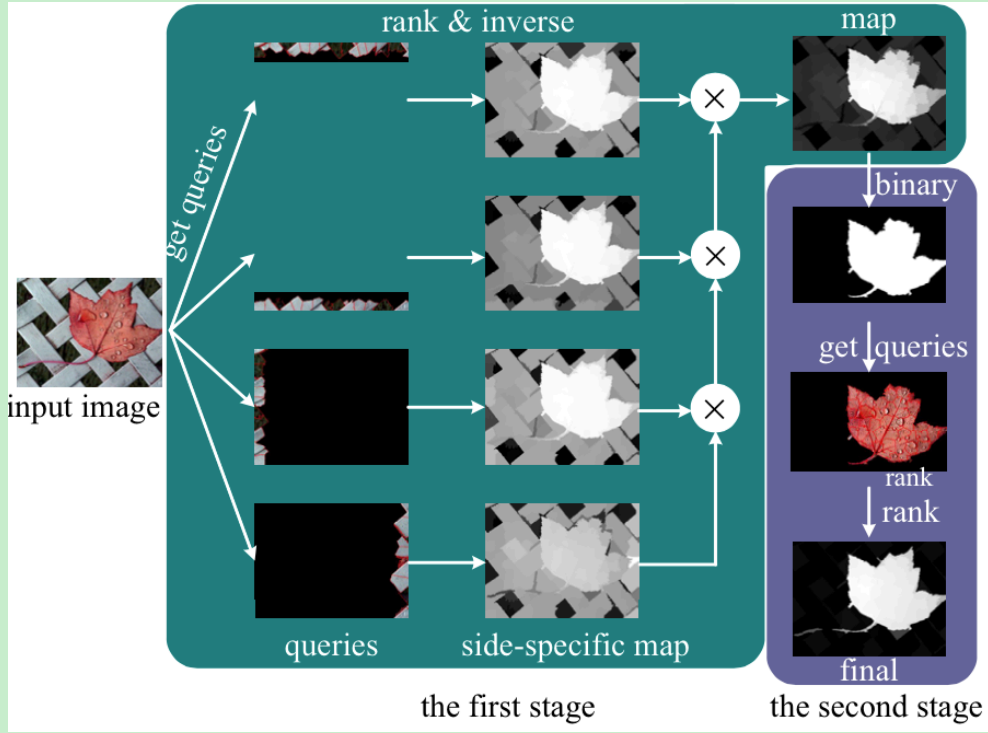 rank & inverse
map
get queries
binary
input image
get queries
rank
rank
queries
side-specific map
final
the first stage
the second stage